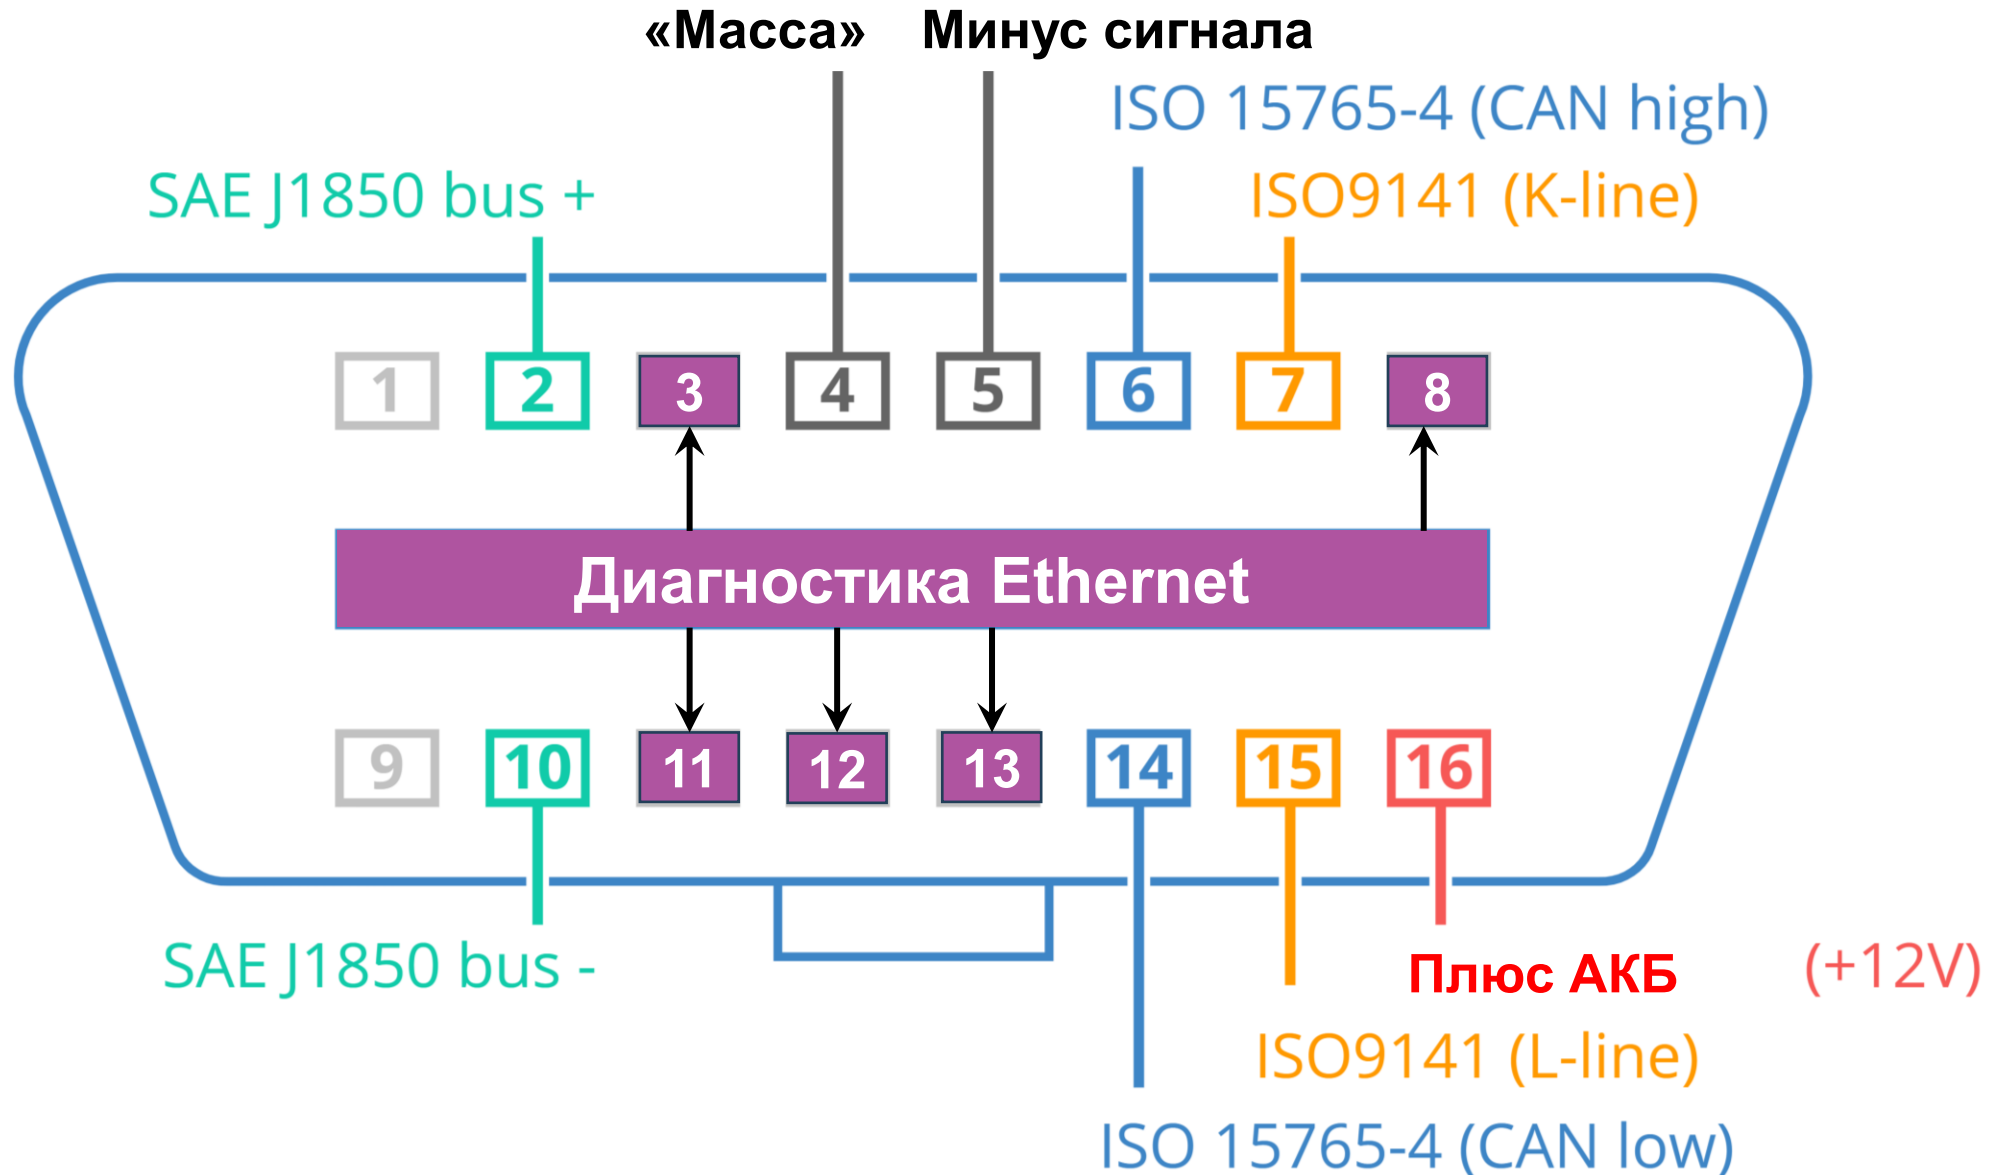 «Масса» Минус сигнала
ISO 15765-4 (CAN high)
SAE J1850 bus + ISO9141 (K-line)
1 2 3 4 5 6 7 8
Диагностика Ethernet
9 10 11 12 13 14 15 16
SAE J1850 bus - Плюс АКБ (+12V)
ISO9141 (L-line)
ISO 15765-4 (CAN low)